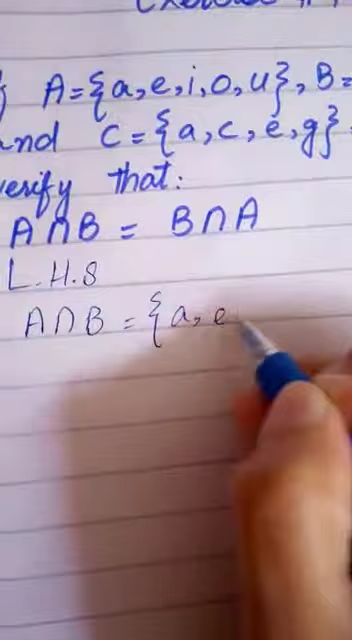 A={a,e,i,o,u}, B=
and C={a,c,e,g}
verify that:
A∩B = B∩A
L.H.S
A∩B = {a, e